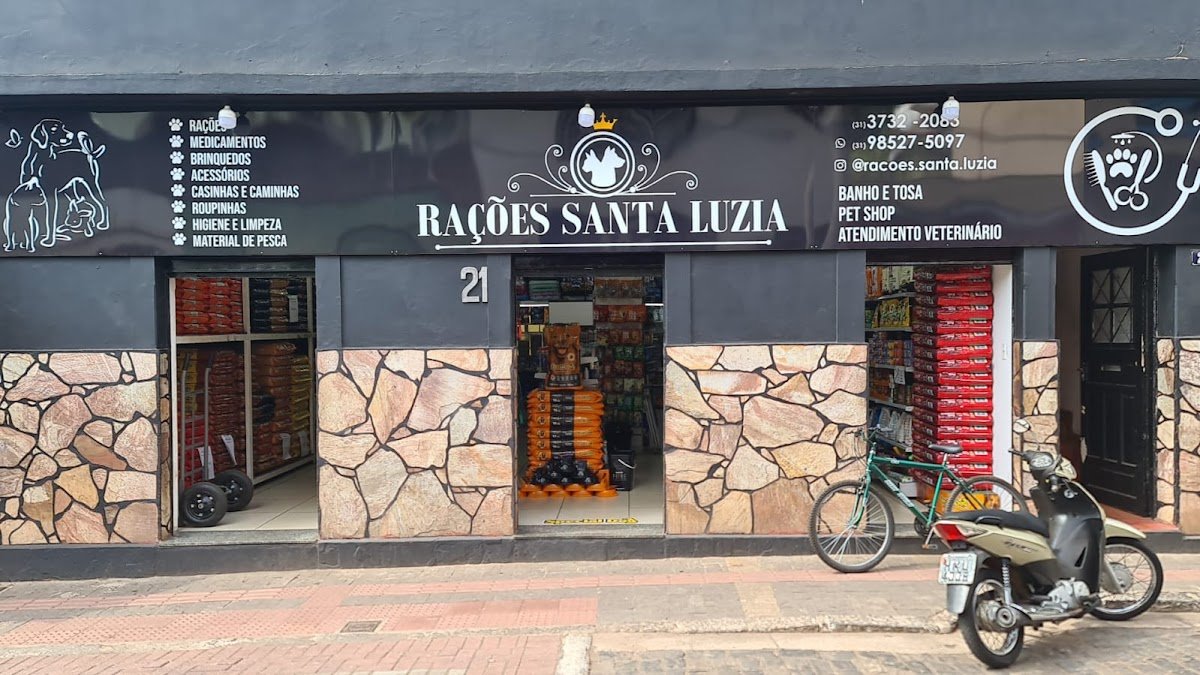 RAÇÕES
MEDICAMENTOS
BRINQUEDOS
ACESSÓRIOS
CASINHAS E CAMINHAS
ROUPINHAS
HIGIENE E LIMPEZA
MATERIAL DE PESCA
RAÇÕES SANTA LUZIA
(31) 3732-2083
(31) 98527-5097
@racoes.santa.luzia
BANHO E TOSA
PET SHOP
ATENDIMENTO VETERINÁRIO
21